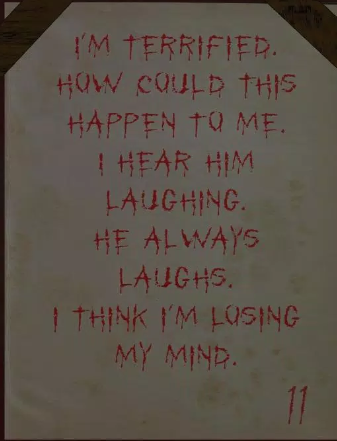 I'M TERRIFIED.
HOW COULD THIS
HAPPEN TO ME.
I HEAR HIM
LAUGHING.
HE ALWAYS
LAUGHS.
I THINK I'M LOSING
MY MIND.
11